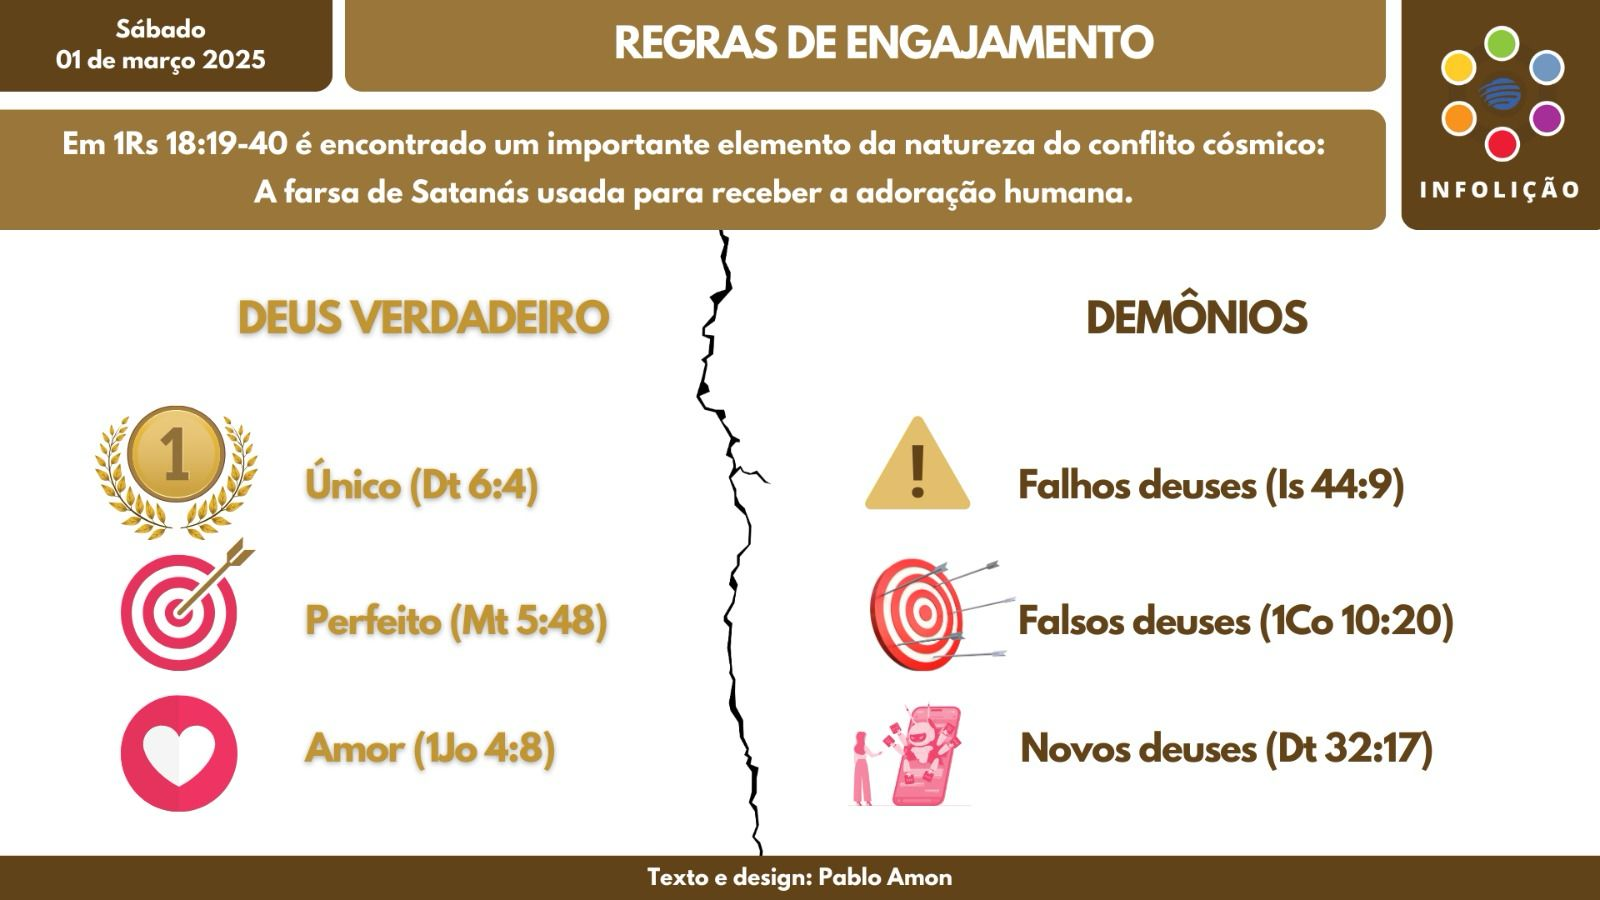 Sábado
01 de março 2025
REGRAS DE ENGAJAMENTO
INFOLIÇÃO
Em 1Rs 18:19-40 é encontrado um importante elemento da natureza do conflito cósmico:
A farsa de Satanás usada para receber a adoração humana.
DEUS VERDADEIRO
1
Único (Dt 6:4)
Perfeito (Mt 5:48)
Amor (1Jo 4:8)
DEMÔNIOS
!
Falhos deuses (Is 44:9)
Falsos deuses (1Co 10:20)
Novos deuses (Dt 32:17)
Texto e design: Pablo Amon